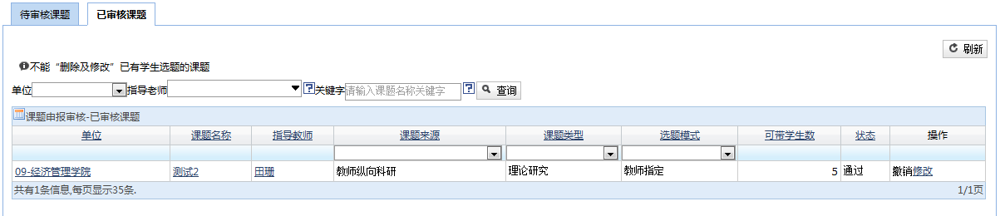 待审核课题 已审核课题
刷新
不能“删除及修改”已有学生选题的课题
单位 指导老师 ? 关键字 请输入课题名称关键字 ? 查询
课题申报审核-已审核课题
单位 课题名称 指导教师 课题来源 课题类型 选题模式 可带学生数 状态 操作
09-经济管理学院 测试2 田珊 教师纵向科研 理论研究 教师指定 5 通过 撤销修改
共有1条信息,每页显示35条. 1/1页